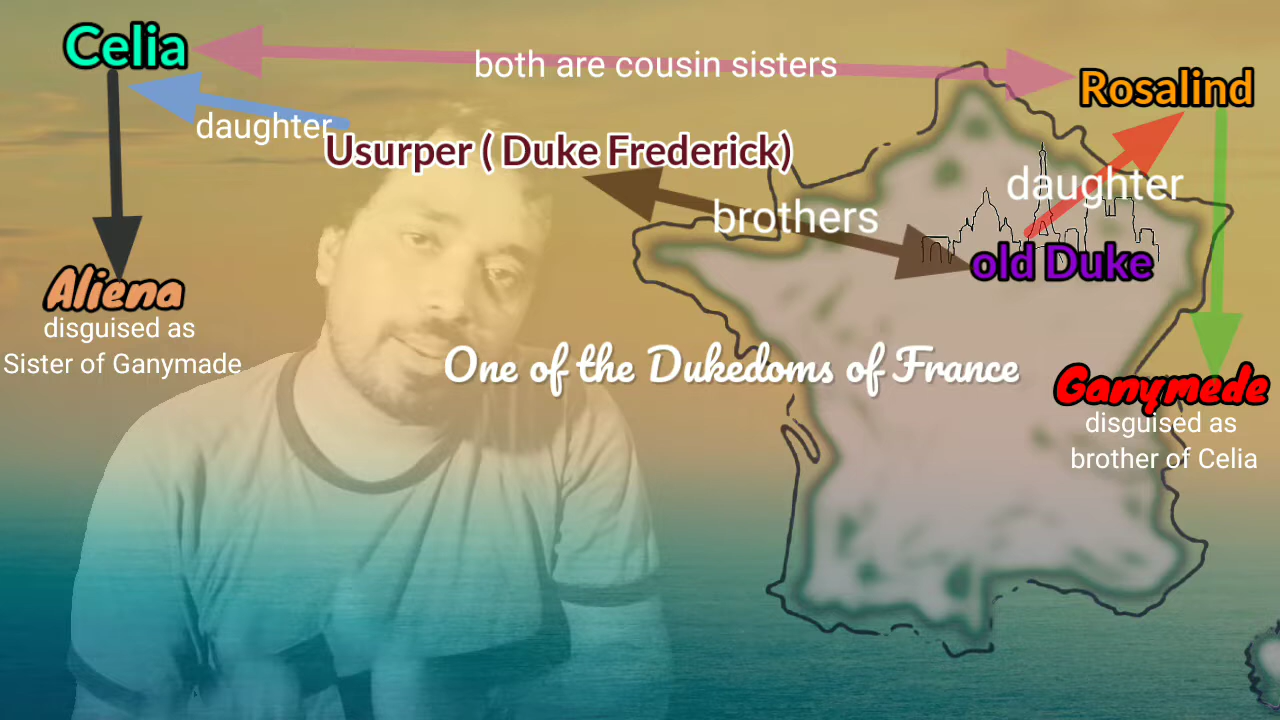 Celia
both are cousin sisters
Rosalind
daughter
Usurper ( Duke Frederick)
daughter
brothers
old Duke
Aliena
disguised as
Sister of Ganymade
One of the Dukedoms of France
Ganymede
disguised as
brother of Celia